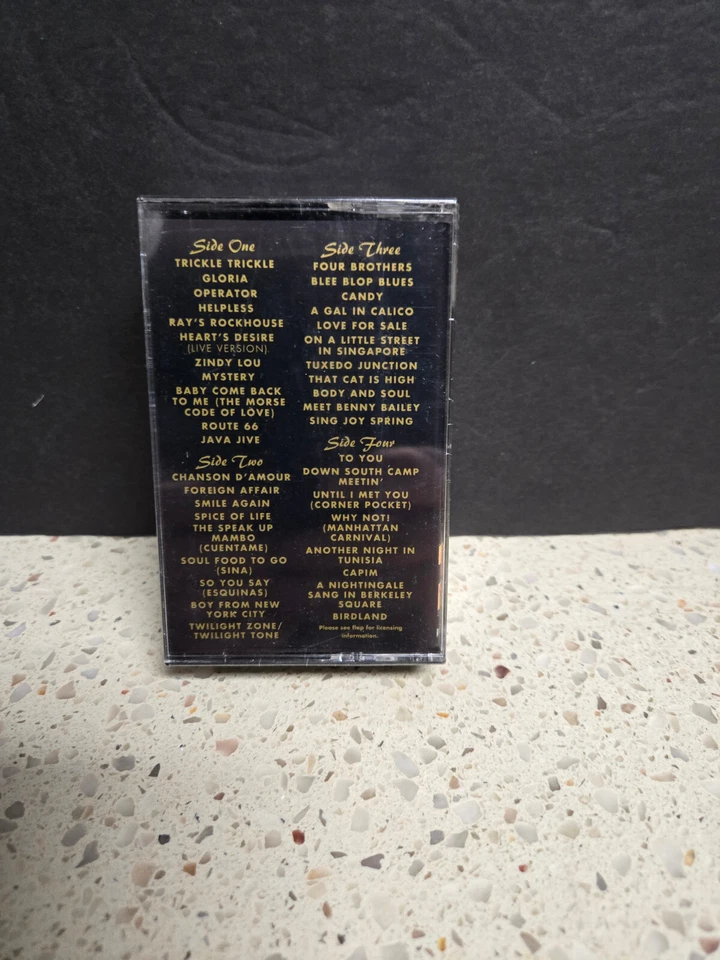 Side One
TRICKLE TRICKLE
GLORIA
OPERATOR
HELPLESS
RAY'S ROCKHOUSE
HEART'S DESIRE
(LIVE VERSION)
ZINDY LOU
MYSTERY
BABY COME BACK
TO ME (THE MORSE
CODE OF LOVE)
ROUTE 66
JAVA JIVE
Side Two
CHANSON D'AMOUR
FOREIGN AFFAIR
SMILE AGAIN
SPICE OF LIFE
THE SPEAK UP
MAMBO
(CUENTAME)
SOUL FOOD TO GO
(SINA)
SO YOU SAY
(ESQUINAS)
BOY FROM NEW
YORK CITY
TWILIGHT ZONE/
TWILIGHT TONE
Side Three
FOUR BROTHERS
BLEE BLOP BLUES
CANDY
A GAL IN CALICO
LOVE FOR SALE
ON A LITTLE STREET
IN SINGAPORE
TUXEDO JUNCTION
THAT CAT IS HIGH
BODY AND SOUL
MEET BENNY BAILEY
SING JOY SPRING
Side Four
TO YOU
DOWN SOUTH CAMP
MEETIN'
UNTIL I MET YOU
(CORNER POCKET)
WHY NOT!
(MANHATTAN
CARNIVAL)
ANOTHER NIGHT IN
TUNISIA
CAPIM
A NIGHTINGALE
SANG IN BERKELEY
SQUARE
BIRDLAND
Please see flap for licensing
information.